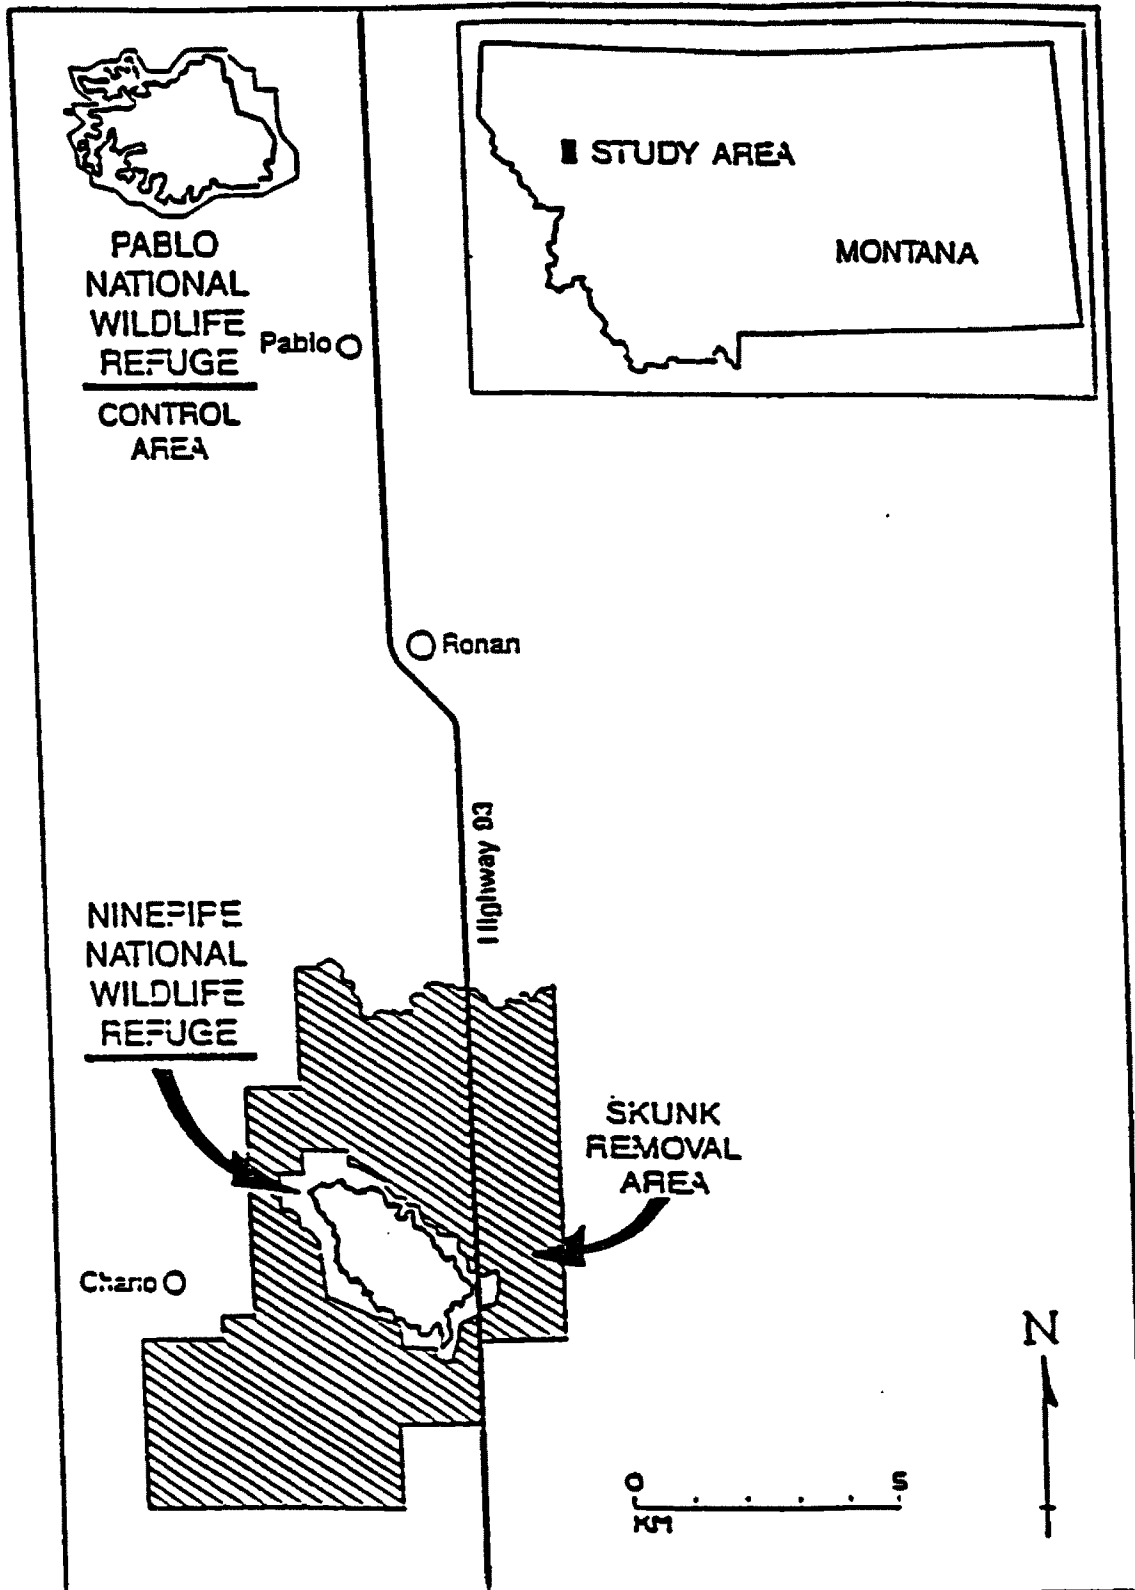 STUDY AREA
MONTANA
PABLO
NATIONAL
WILDLIFE
REFUGE
CONTROL
AREA
Pablo
Ronan
Highway 93
NINEPIPE
NATIONAL
WILDLIFE
REFUGE
SKUNK
REMOVAL
AREA
Charlo
N
0 5
KM